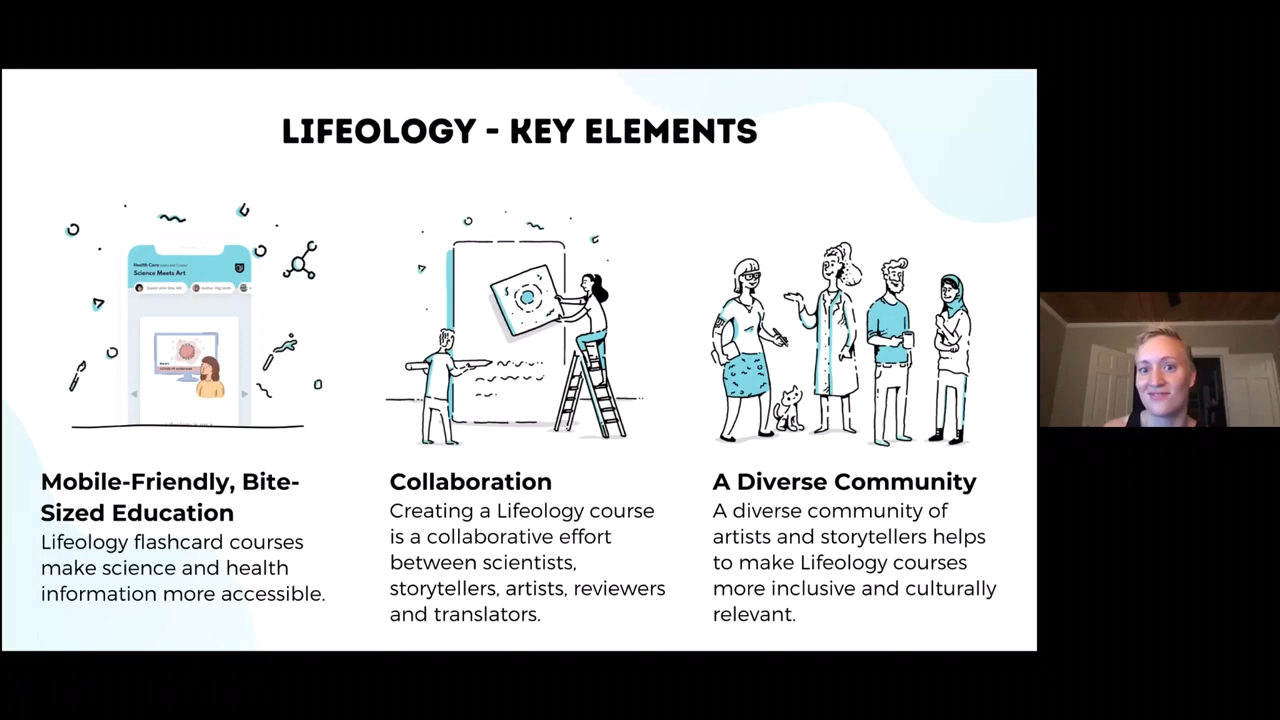 LIFEOLOGY - KEY ELEMENTS
Science Meets Art
Mobile-Friendly, Bite-
Sized Education
Lifeology flashcard courses
make science and health
information more accessible.
Collaboration
Creating a Lifeology course
is a collaborative effort
between scientists,
storytellers, artists, reviewers
and translators.
A Diverse Community
A diverse community of
artists and storytellers helps
to make Lifeology courses
more inclusive and culturally
relevant.